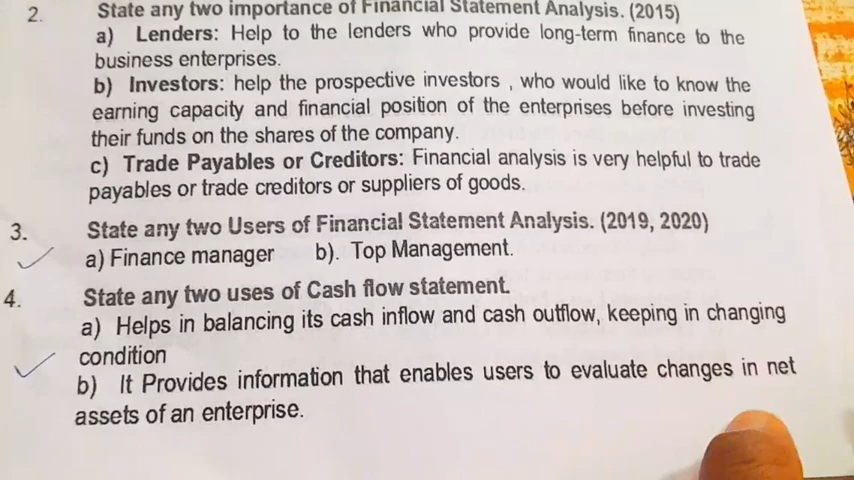 2. State any two importance of Financial Statement Analysis. (2015)
a) Lenders: Help to the lenders who provide long-term finance to the
business enterprises.
b) Investors: help the prospective investors , who would like to know the
earning capacity and financial position of the enterprises before investing
their funds on the shares of the company.
c) Trade Payables or Creditors: Financial analysis is very helpful to trade
payables or trade creditors or suppliers of goods.
3. State any two Users of Financial Statement Analysis. (2019, 2020)
a) Finance manager b). Top Management.
4. State any two uses of Cash flow statement.
a) Helps in balancing its cash inflow and cash outflow, keeping in changing
condition
b) It Provides information that enables users to evaluate changes in net
assets of an enterprise.